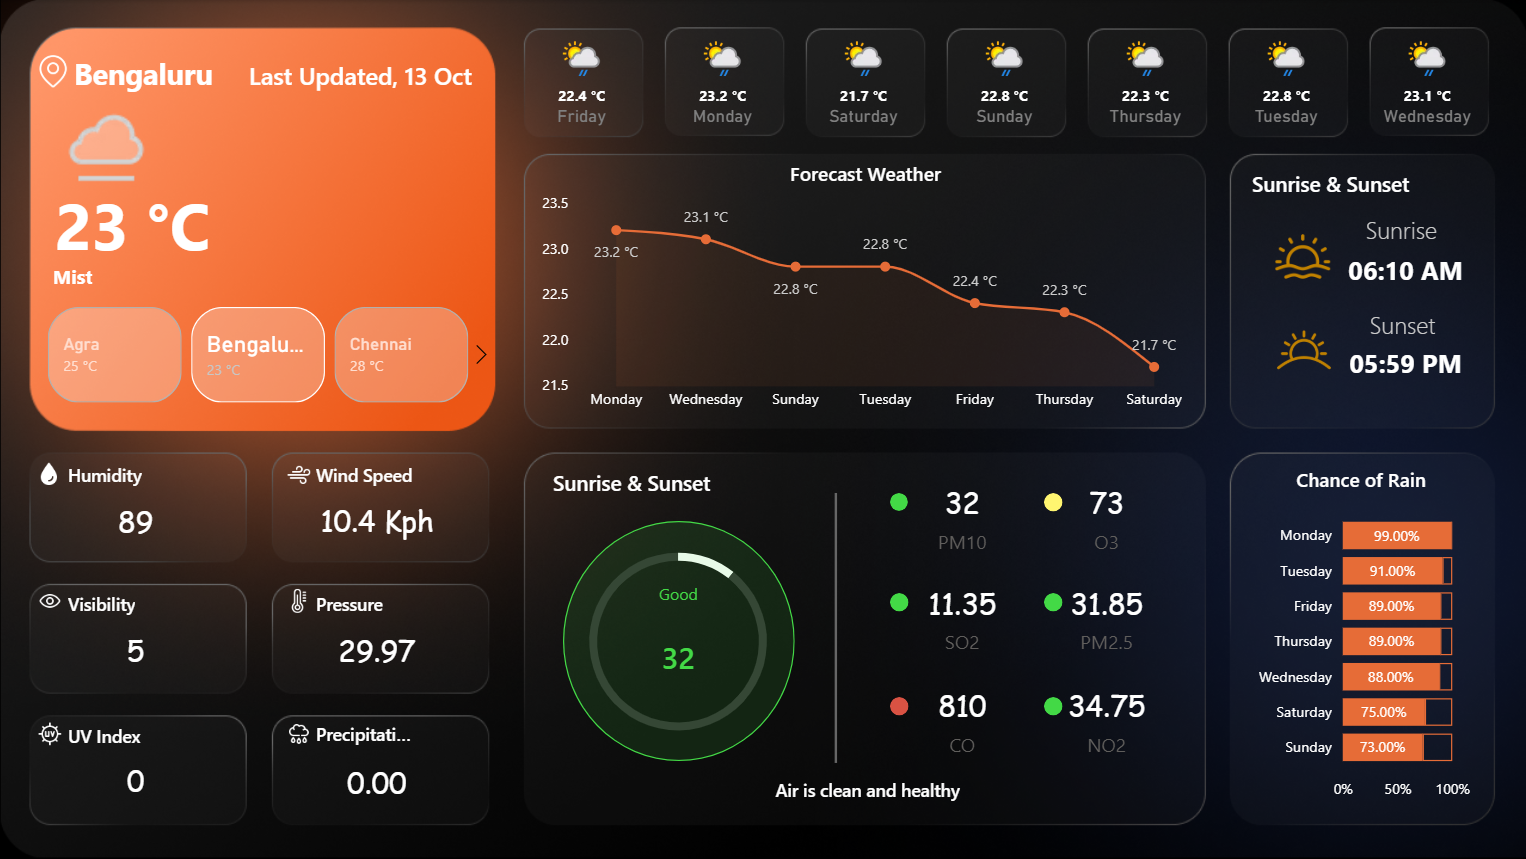 Bengaluru
Last Updated, 13 Oct
23 °C
Mist
Agra
25 °C
Bengalu...
23 °C
Chennai
28 °C
22.4 °C
Friday
23.2 °C
Monday
21.7 °C
Saturday
22.8 °C
Sunday
22.3 °C
Thursday
22.8 °C
Tuesday
23.1 °C
Wednesday
Forecast Weather
23.5
23.0
22.5
22.0
21.5
23.2 °C
23.1 °C
22.8 °C
22.8 °C
22.4 °C
22.3 °C
21.7 °C
Monday
Wednesday
Sunday
Tuesday
Friday
Thursday
Saturday
Sunrise & Sunset
Sunrise
06:10 AM
Sunset
05:59 PM
Humidity
89
Wind Speed
10.4 Kph
Visibility
5
Pressure
29.97
UV
UV Index
0
Precipitati...
0.00
Sunrise & Sunset
Good
32
32
PM10
73
O3
11.35
SO2
31.85
PM2.5
810
CO
34.75
NO2
Air is clean and healthy
Chance of Rain
Monday 99.00%
Tuesday 91.00%
Friday 89.00%
Thursday 89.00%
Wednesday 88.00%
Saturday 75.00%
Sunday 73.00%
0% 50% 100%